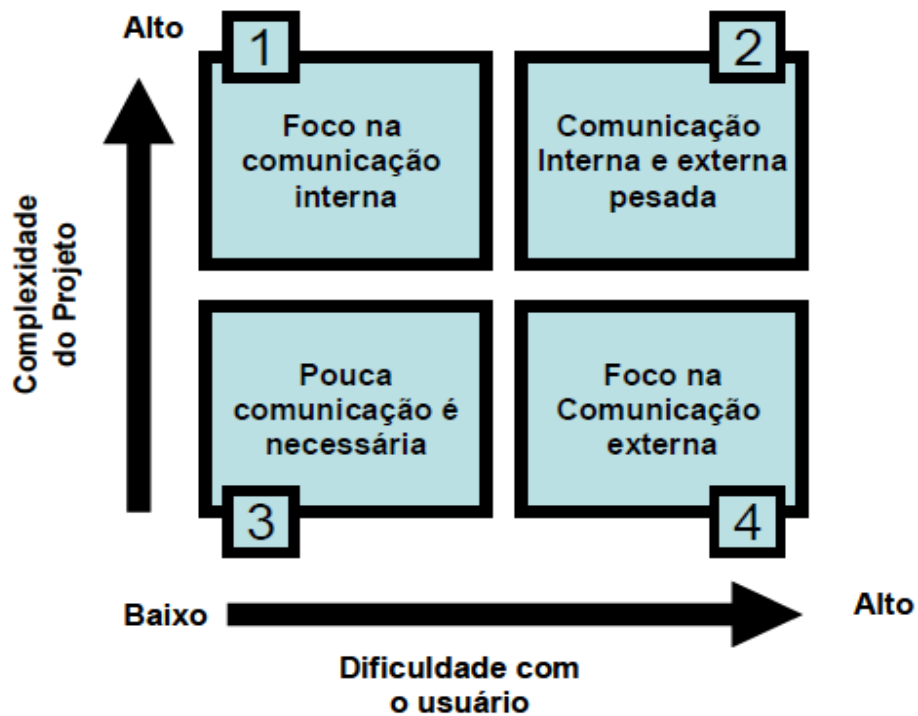 Alto
1
2
Foco na
comunicação
interna
Comunicação
Interna e externa
pesada
Complexidade
do Projeto
Pouca
comunicação é
necessária
Foco na
Comunicação
externa
3
4
Baixo
Alto
Dificuldade com
o usuário